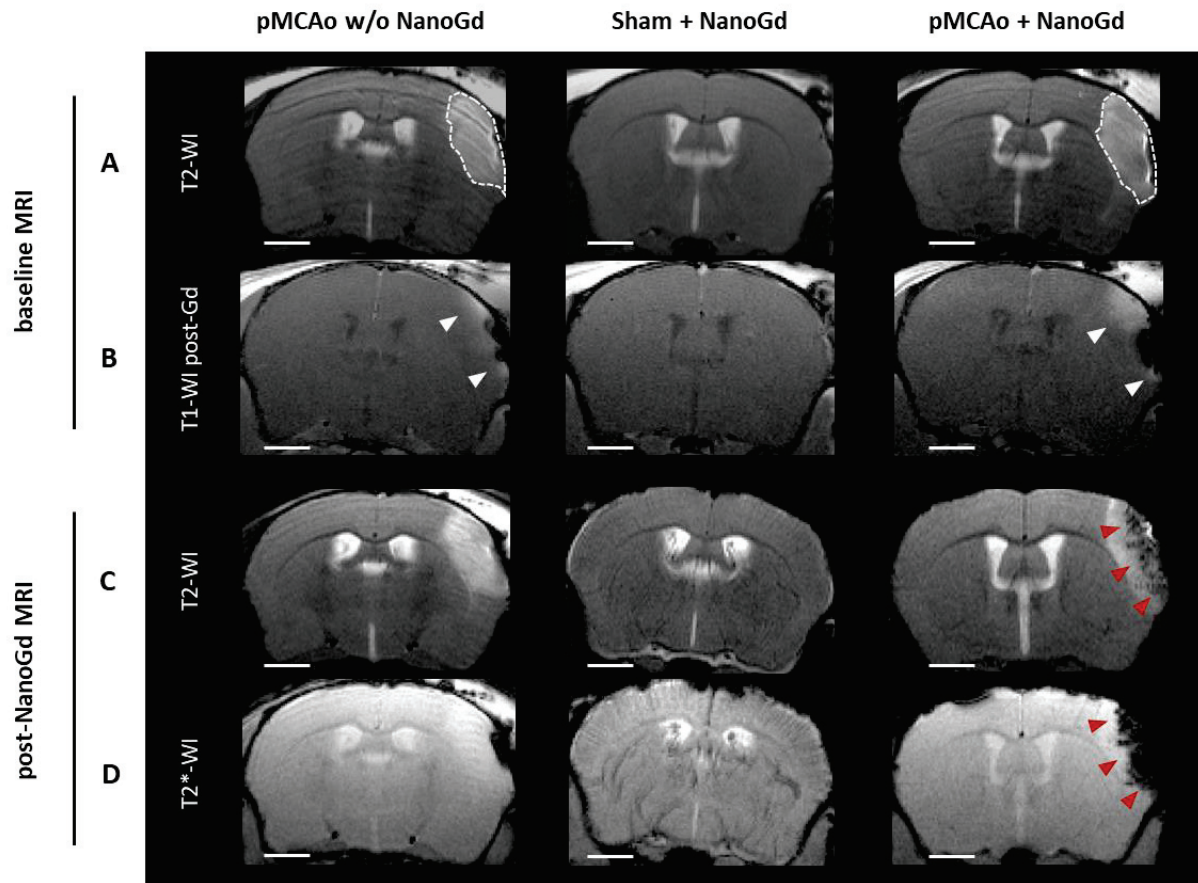 pMCAo w/o NanoGd
Sham + NanoGd
pMCAo + NanoGd
baseline MRI
A
T2-WI
B
T1-WI post-Gd
post-NanoGd MRI
C
T2-WI
D
T2*-WI